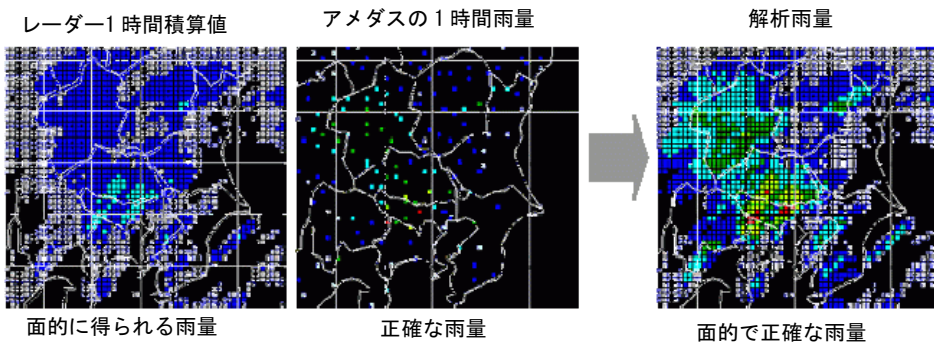 レーダー1時間積算値
アメダスの1時間雨量
解析雨量
面的に得られる雨量
正確な雨量
面的で正確な雨量